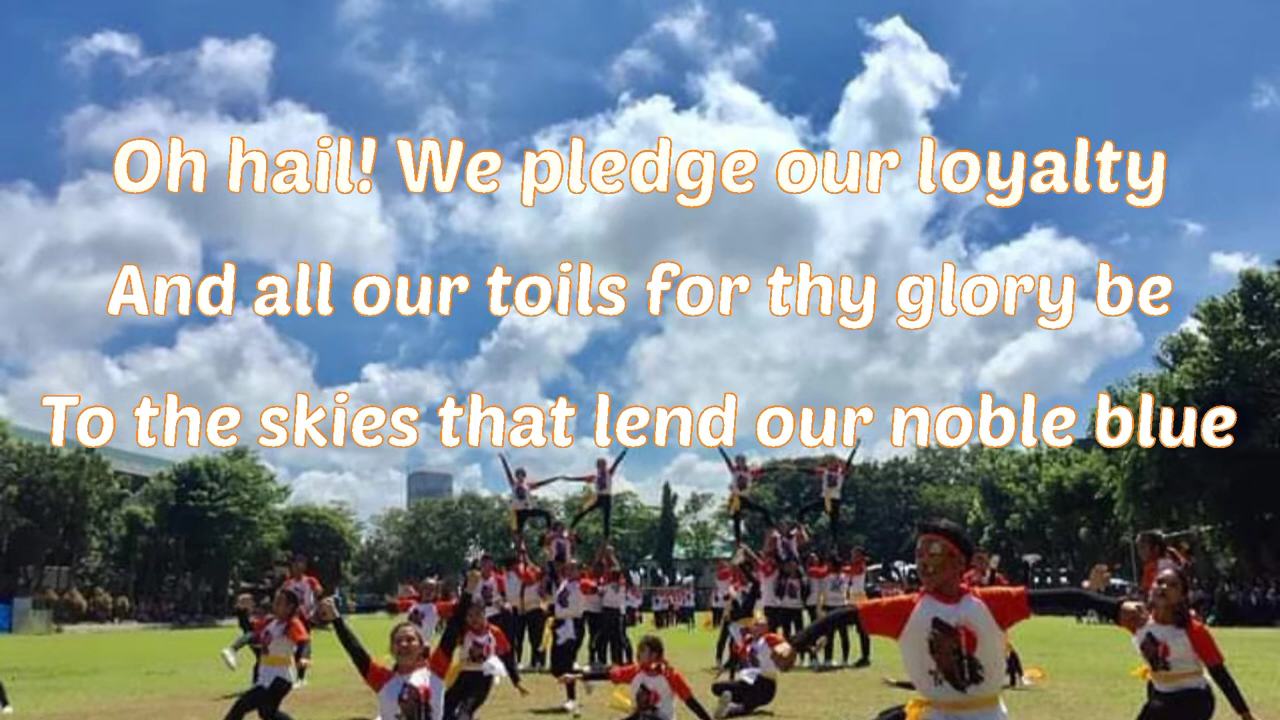 Oh hail! We pledge our loyalty
And all our toils for thy glory be
To the skies that lend our noble blue